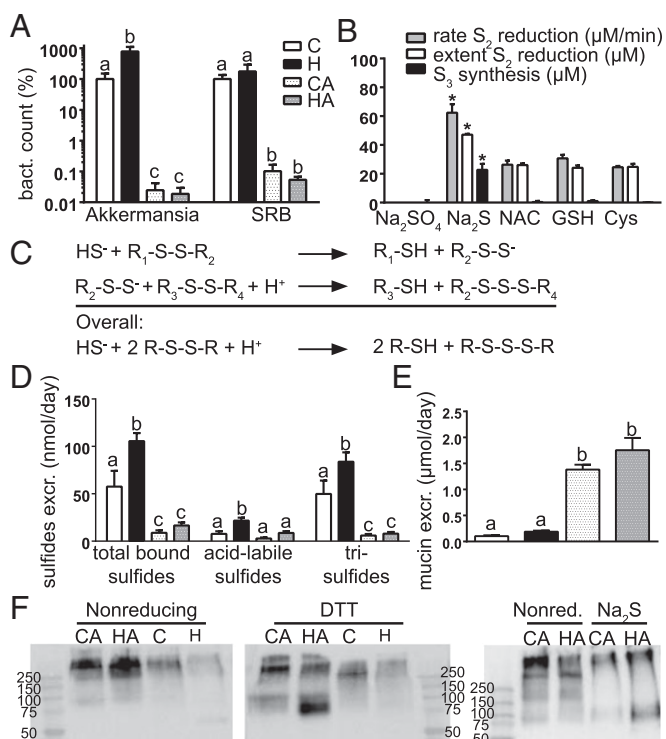 A
bact. count (%)
1000
100
10
1
0.1
0.01
a b c c
a a b b
C
H
CA
HA
Akkermansia SRB
B
rate S₂ reduction (µM/min)
extent S₂ reduction (µM)
S₃ synthesis (µM)
100
80
60
40
20
0
* * *
Na₂SO₄ Na₂S NAC GSH Cys
C
HS⁻ + R₁-S-S-R₂ → R₁-SH + R₂-S-S⁻
R₂-S-S⁻ + R₃-S-S-R₄ + H⁺ → R₃-SH + R₂-S-S-S-R₄
Overall:
HS⁻ + 2 R-S-S-R + H⁺ → 2 R-SH + R-S-S-S-R
D
sulfides excr. (nmol/day)
150
100
50
0
a b c c
a b a a
a b c c
total bound sulfides
acid-labile sulfides
tri-sulfides
E
mucin excr. (µmol/day)
2.5
2.0
1.5
1.0
0.5
0.0
a a b b
F
Nonreducing
CA HA C H
250
150
100
75
50
DTT
CA HA C H
250
150
100
75
50
Nonred. Na₂S
CA HA CA HA
250
150
100
75
50